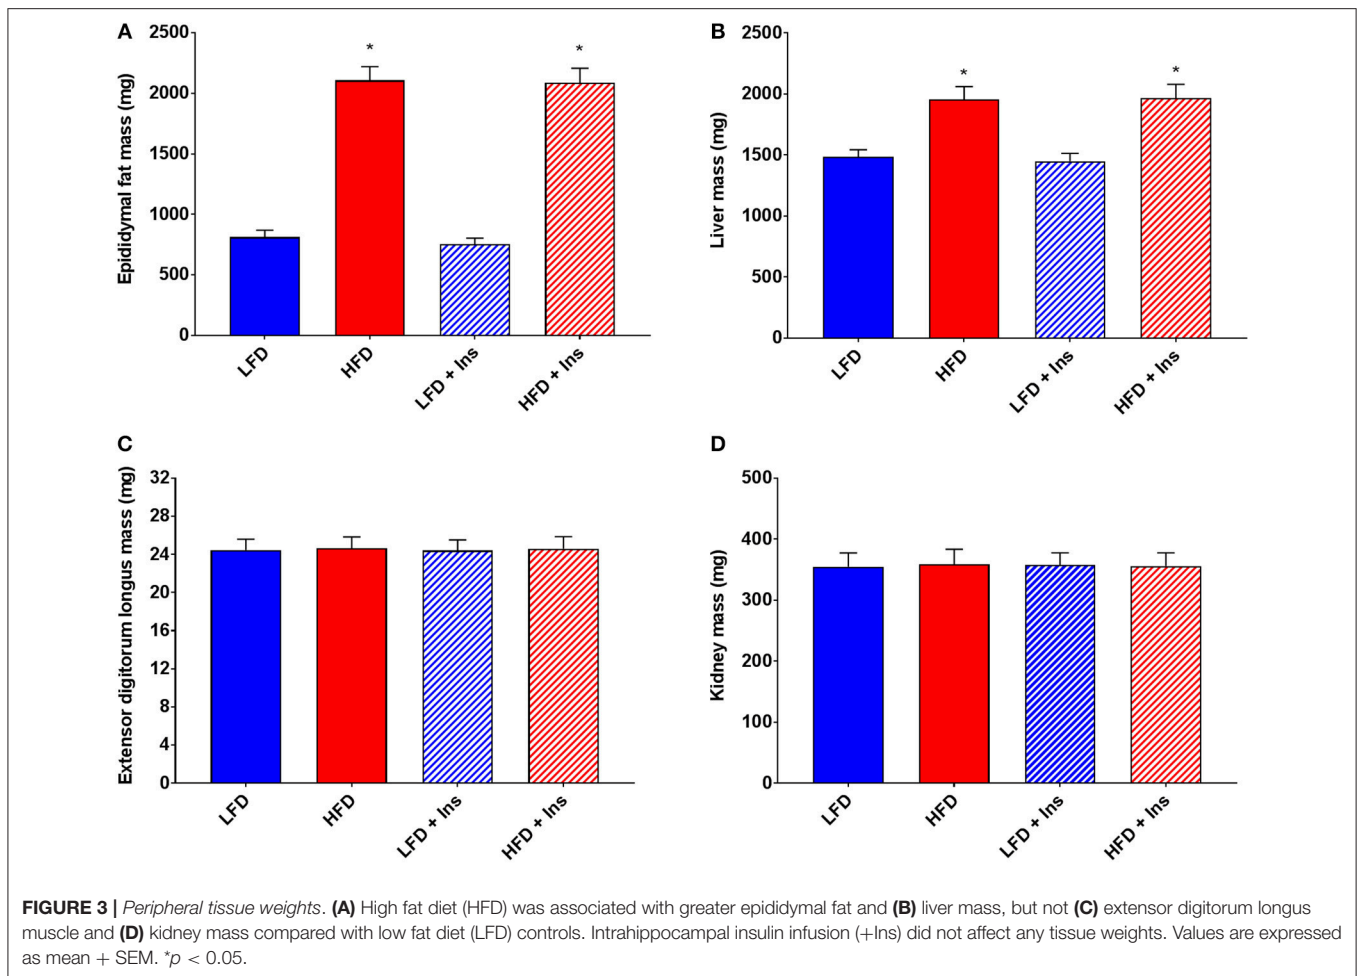 A
2500
2000
1500
1000
500
0
Epididymal fat mass (mg)
*
*
LFD
HFD
LFD + Ins
HFD + Ins
B
2500
2000
1500
1000
500
0
Liver mass (mg)
*
*
LFD
HFD
LFD + Ins
HFD + Ins
C
32
28
24
20
16
12
8
4
0
Extensor digitorum longus mass (mg)
LFD
HFD
LFD + Ins
HFD + Ins
D
500
400
300
200
100
0
Kidney mass (mg)
LFD
HFD
LFD + Ins
HFD + Ins
FIGURE 3 | Peripheral tissue weights. (A) High fat diet (HFD) was associated with greater epididymal fat and (B) liver mass, but not (C) extensor digitorum longus
muscle and (D) kidney mass compared with low fat diet (LFD) controls. Intrahippocampal insulin infusion (+Ins) did not affect any tissue weights. Values are expressed
as mean + SEM. *p < 0.05.